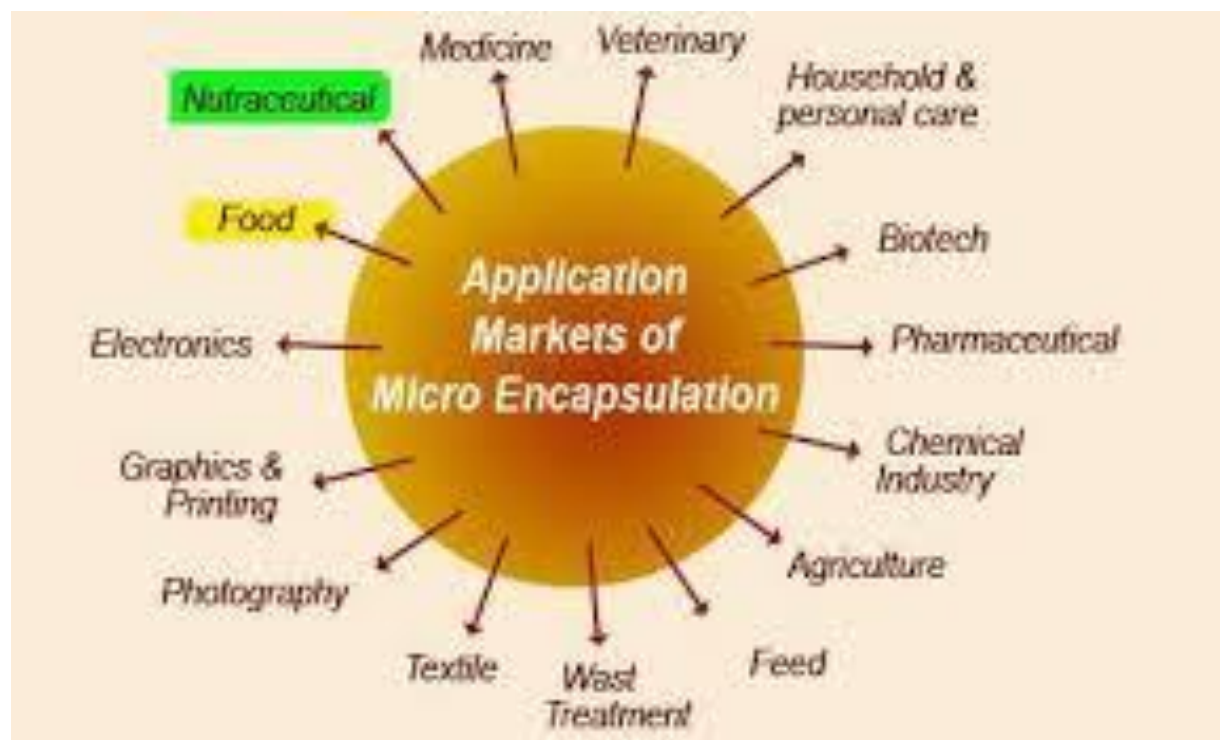 Medicine
Veterinary
Household &
personal care
Nutraceutical
Food
Biotech
Application
Markets of
Micro Encapsulation
Electronics
Pharmaceutical
Chemical
Industry
Graphics &
Printing
Agriculture
Photography
Textile
Wast
Treatment
Feed